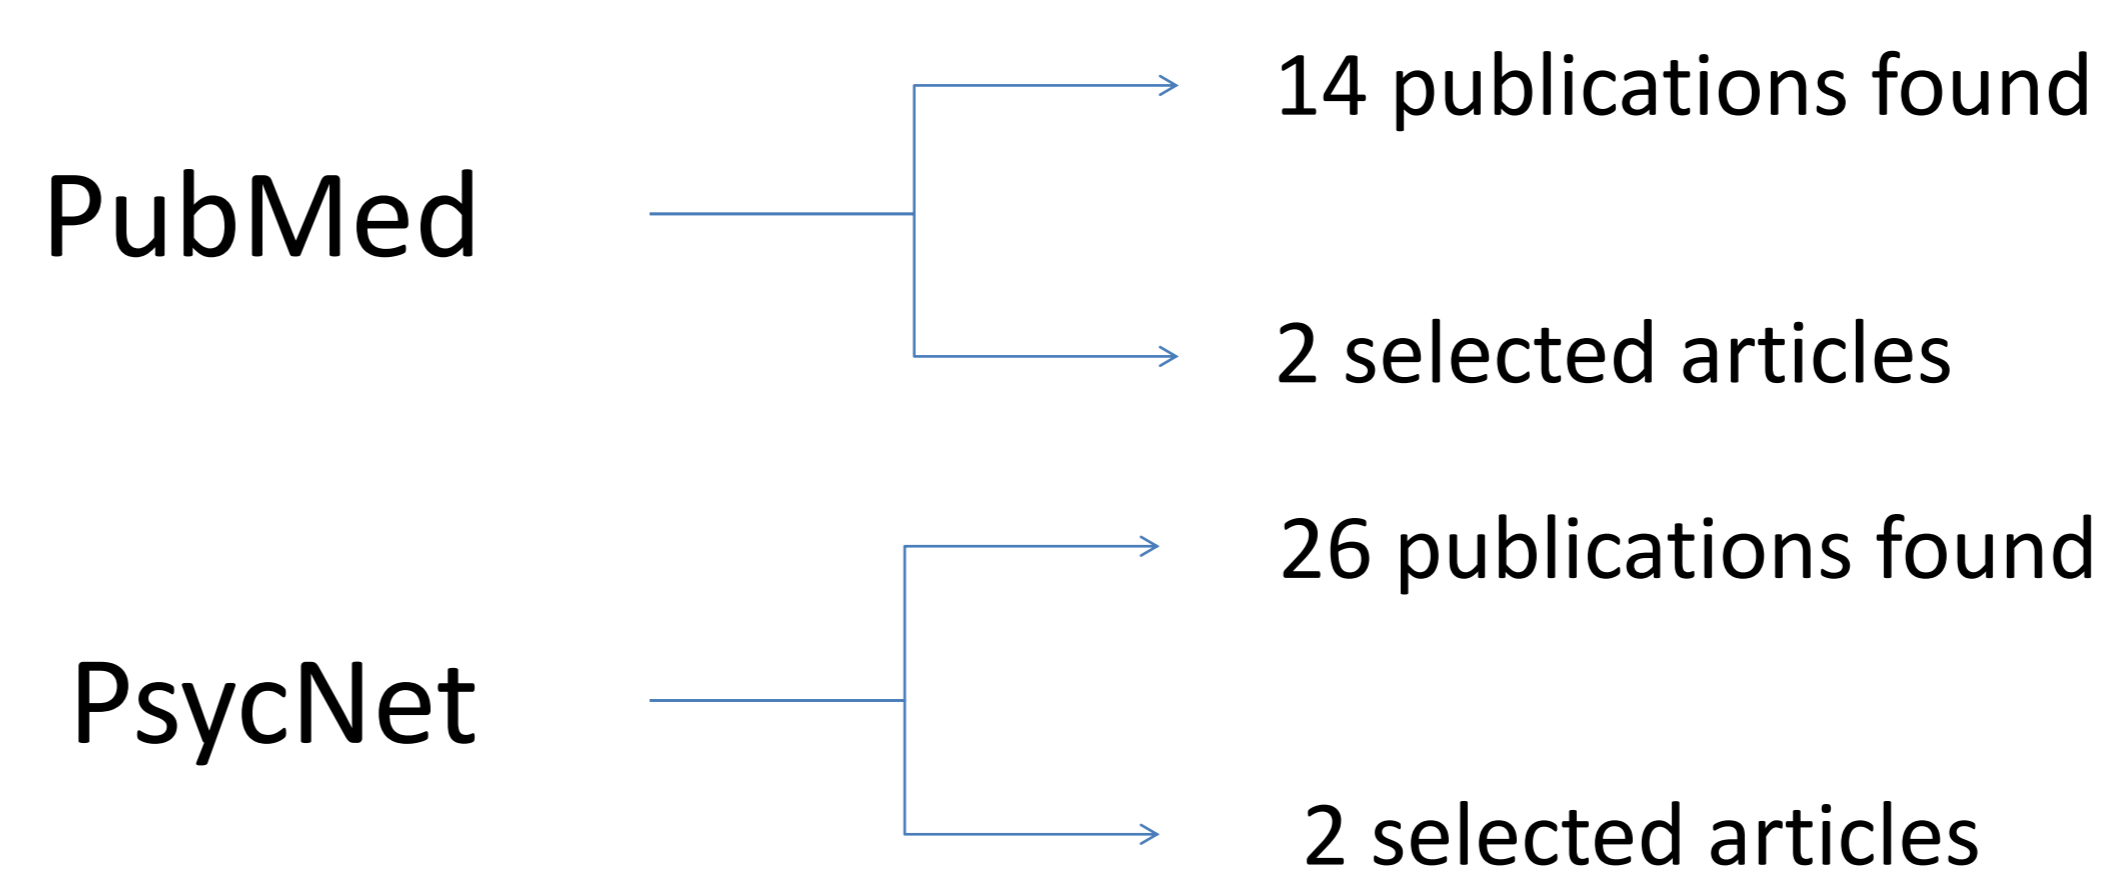 PubMed
14 publications found
2 selected articles
PsycNet
26 publications found
2 selected articles